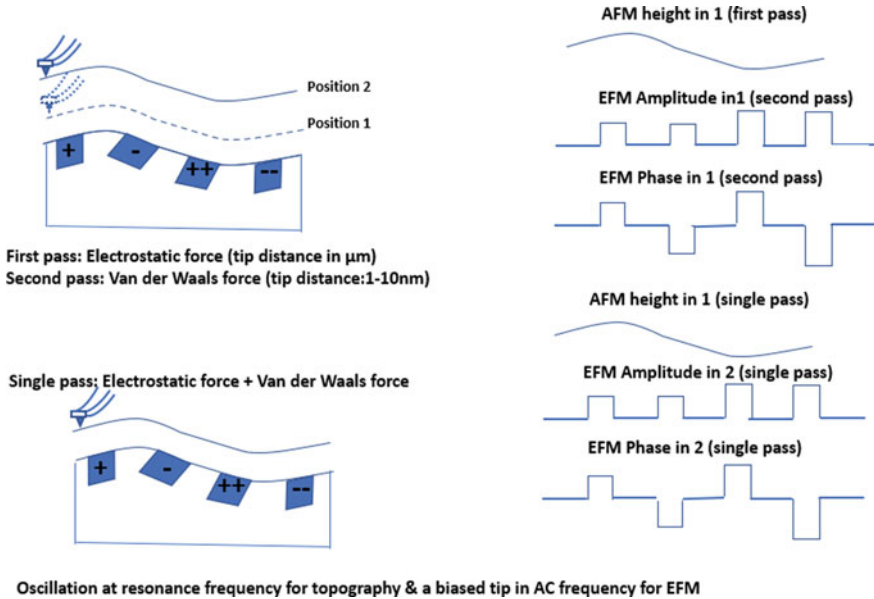 Position 2
Position 1
+
-
++
--
First pass: Electrostatic force (tip distance in μm)
Second pass: Van der Waals force (tip distance:1-10nm)
Single pass: Electrostatic force + Van der Waals force
+
-
++
--
AFM height in 1 (first pass)
EFM Amplitude in1 (second pass)
EFM Phase in 1 (second pass)
AFM height in 1 (single pass)
EFM Amplitude in 2 (single pass)
EFM Phase in 2 (single pass)
Oscillation at resonance frequency for topography & a biased tip in AC frequency for EFM